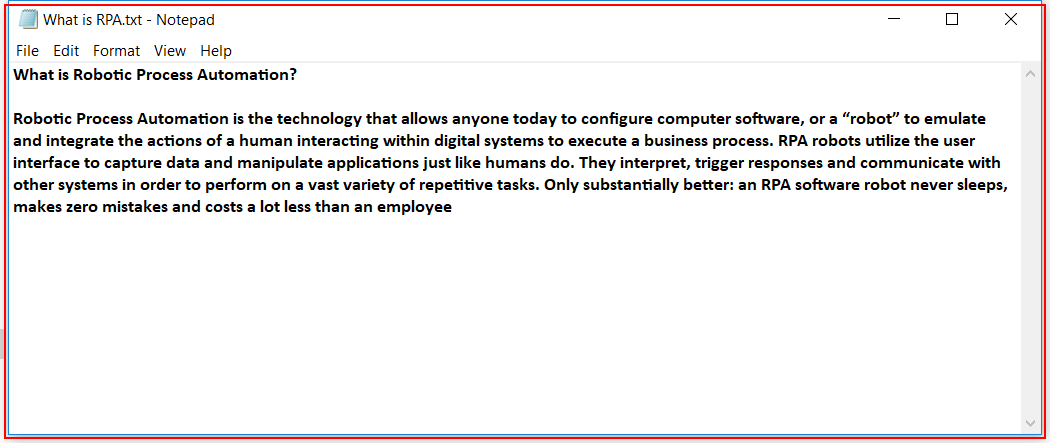 What is RPA.txt - Notepad
File Edit Format View Help
What is Robotic Process Automation?
Robotic Process Automation is the technology that allows anyone today to configure computer software, or a “robot” to emulate
and integrate the actions of a human interacting within digital systems to execute a business process. RPA robots utilize the user
interface to capture data and manipulate applications just like humans do. They interpret, trigger responses and communicate with
other systems in order to perform on a vast variety of repetitive tasks. Only substantially better: an RPA software robot never sleeps,
makes zero mistakes and costs a lot less than an employee